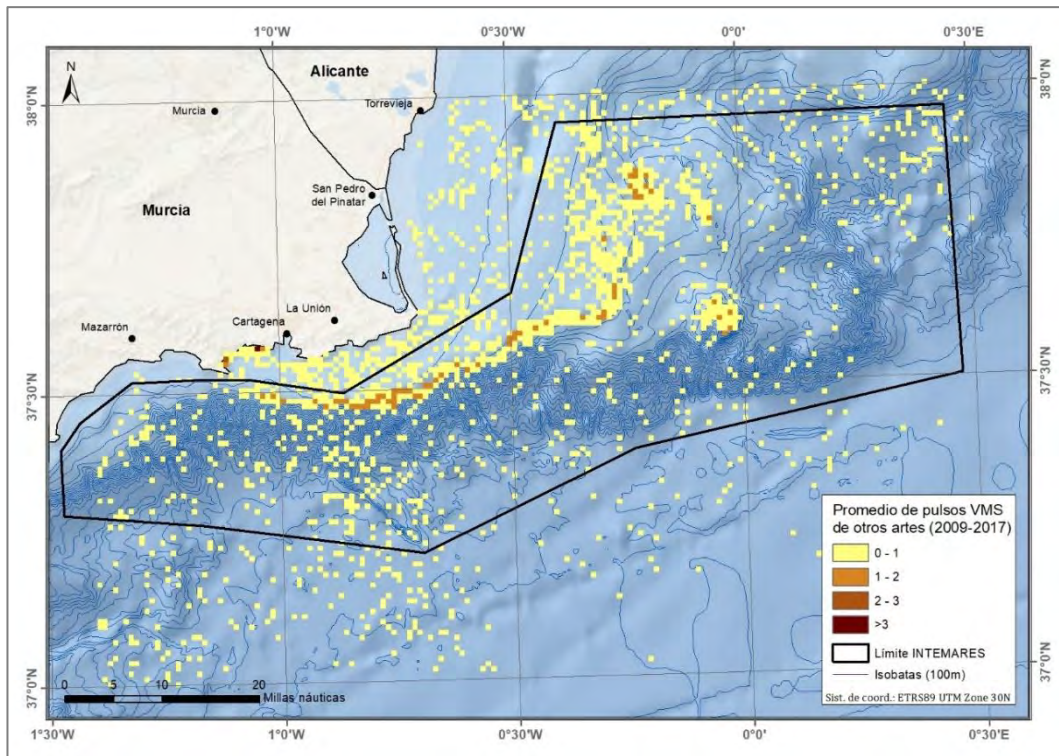 1°0'W
0°30'W
0°0'
0°30'E
N
Alicante
38°0'N
38°0'N
Murcia
Torrevieja
San Pedro
del Pinatar
Murcia
La Unión
Mazarrón
Cartagena
37°30'N
37°30'N
Promedio de pulsos VMS
de otros artes (2009-2017)
0 - 1
1 - 2
2 - 3
>3
Límite INTEMARES
Isobatas (100m)
Sist. de coord.: ETRS89 UTM Zone 30N
37°0'N
37°0'N
0 5 10 20
Millas náuticas
1°30'W
1°0'W
0°30'W
0°0'
0°30'E